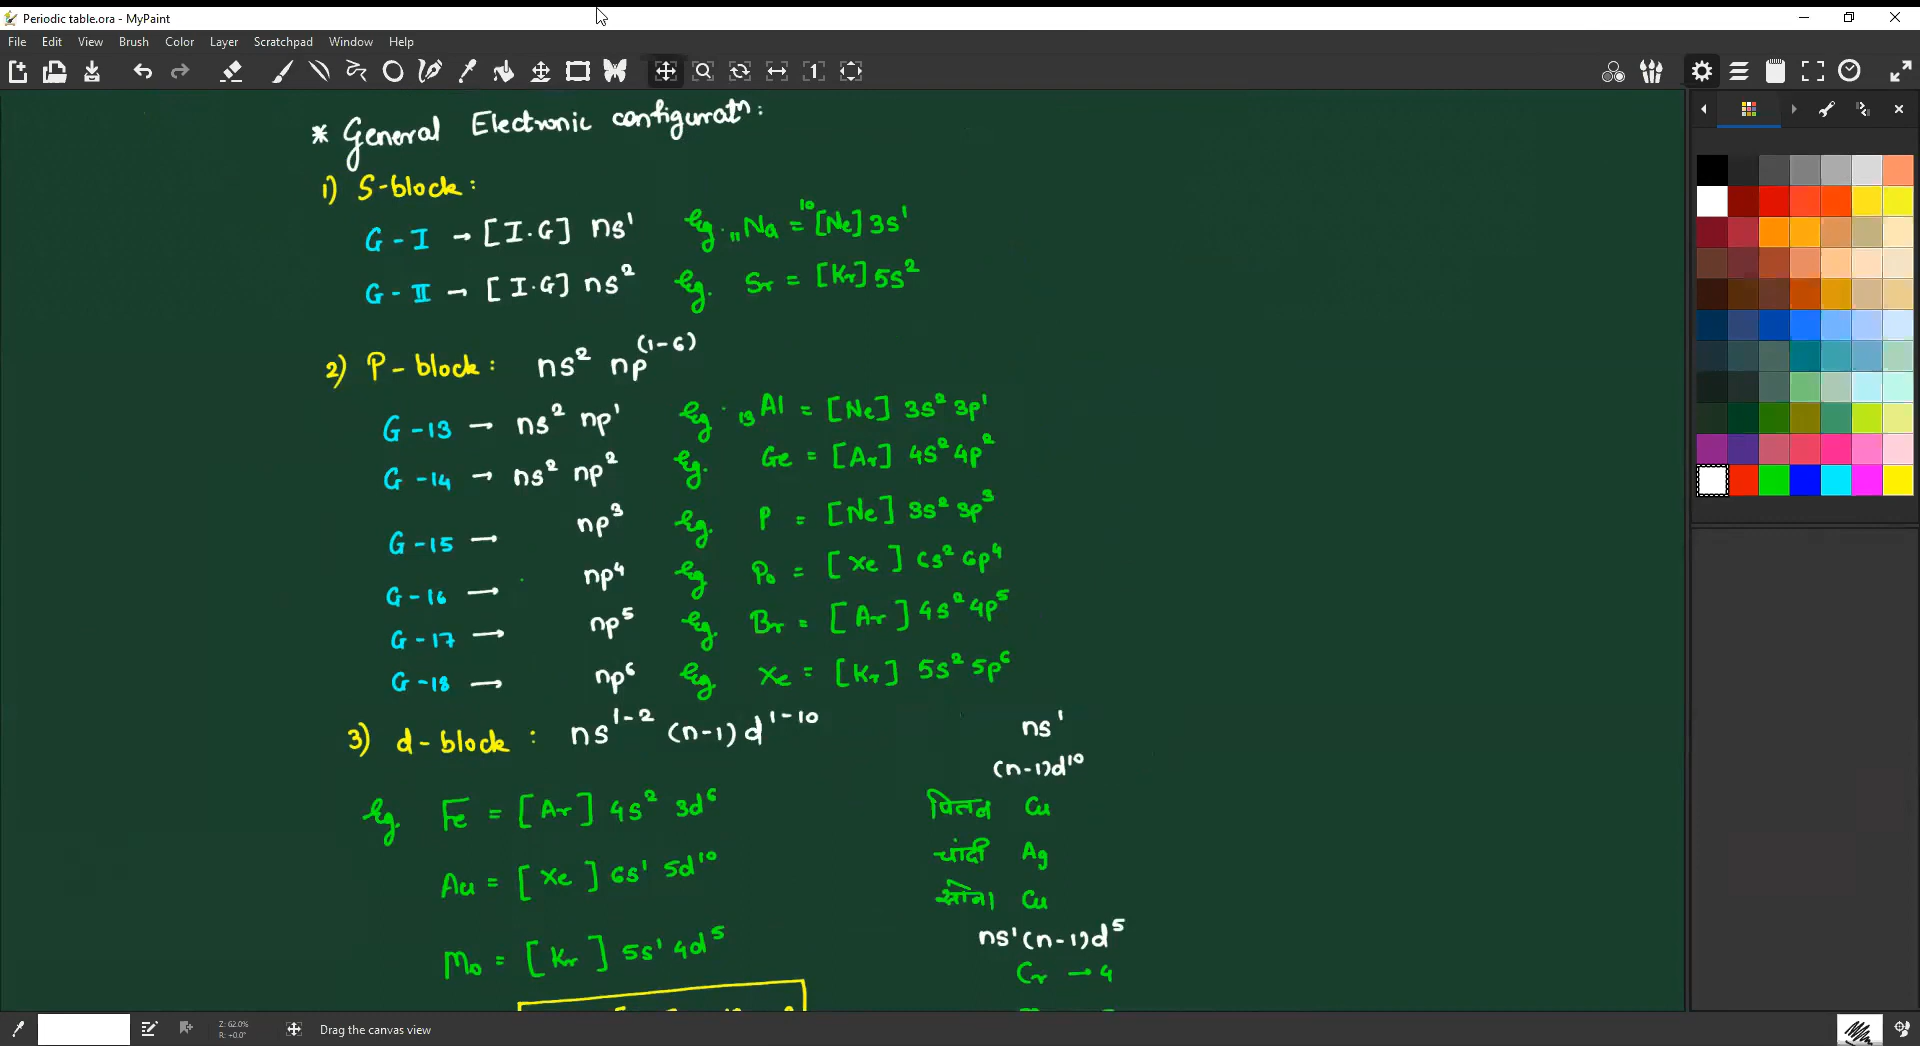 Periodic table.ora - MyPaint
File Edit View Brush Color Layer Scratchpad Window Help
* General Electronic configuratⁿ:
1) S-block:
G-I → [I.G] ns¹ eg. ₁₁Na = ¹⁰[Ne] 3s¹
G-II → [I.G] ns² eg. Sr = [Kr] 5s²
2) P-block: ns² np⁽¹⁻⁶⁾
G-13 → ns² np¹ eg. ₁₃Al = [Ne] 3s² 3p¹
G-14 → ns² np² eg. Ge = [Ar] 4s² 4p²
G-15 → np³ eg. P = [Ne] 3s² 3p³
G-16 → np⁴ eg Po = [Xe] 6s² 6p⁴
G-17 → np⁵ eg. Br = [Ar] 4s² 4p⁵
G-18 → np⁶ eg. Xe = [Kr] 5s² 5p⁶
3) d-block: ns¹⁻² (n-1)d¹⁻¹⁰
eg. Fe = [Ar] 4s² 3d⁶
Au = [Xe] 6s¹ 5d¹⁰
Mo = [Kr] 5s¹ 4d⁵
ns¹
(n-1)d¹⁰
Cu
चांदी Ag
सोना Cu
ns¹(n-1)d⁵
Cr → 4
Z: 62.0%
R: +0.0°
Drag the canvas view